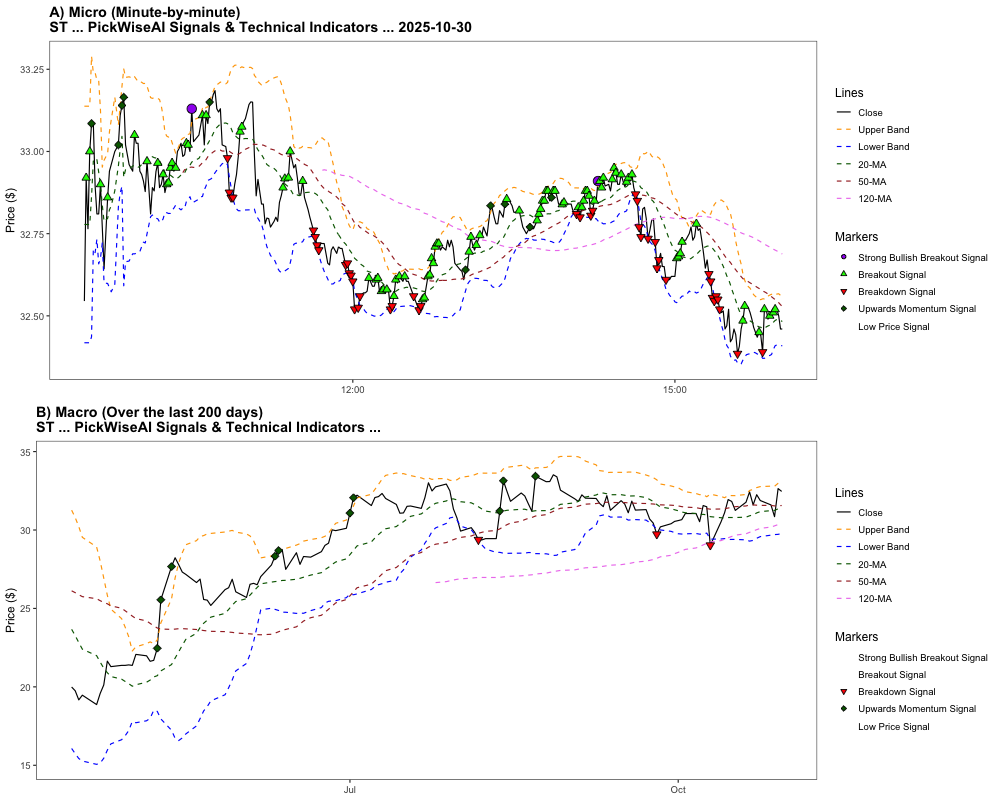 A) Micro (Minute-by-minute)
ST ... PickWiseAI Signals & Technical Indicators ... 2025-10-30
Price ($)
33.25
33.00
32.75
32.50
12:00
15:00
Lines
Close
Upper Band
Lower Band
20-MA
50-MA
120-MA
Markers
Strong Bullish Breakout Signal
Breakout Signal
Breakdown Signal
Upwards Momentum Signal
Low Price Signal
B) Macro (Over the last 200 days)
ST ... PickWiseAI Signals & Technical Indicators ...
Price ($)
35
30
25
20
15
Jul
Oct
Lines
Close
Upper Band
Lower Band
20-MA
50-MA
120-MA
Markers
Strong Bullish Breakout Signal
Breakout Signal
Breakdown Signal
Upwards Momentum Signal
Low Price Signal